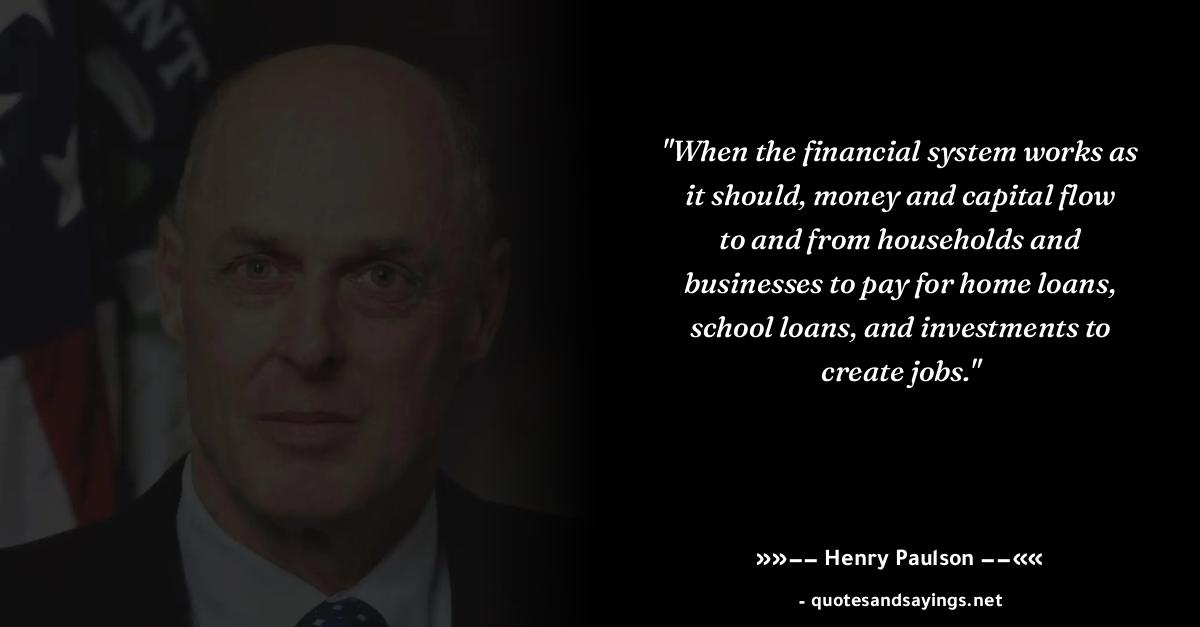 NT
"When the financial system works as
it should, money and capital flow
to and from households and
businesses to pay for home loans,
school loans, and investments to
create jobs."
»»-- Henry Paulson --««
- quotesandsayings.net